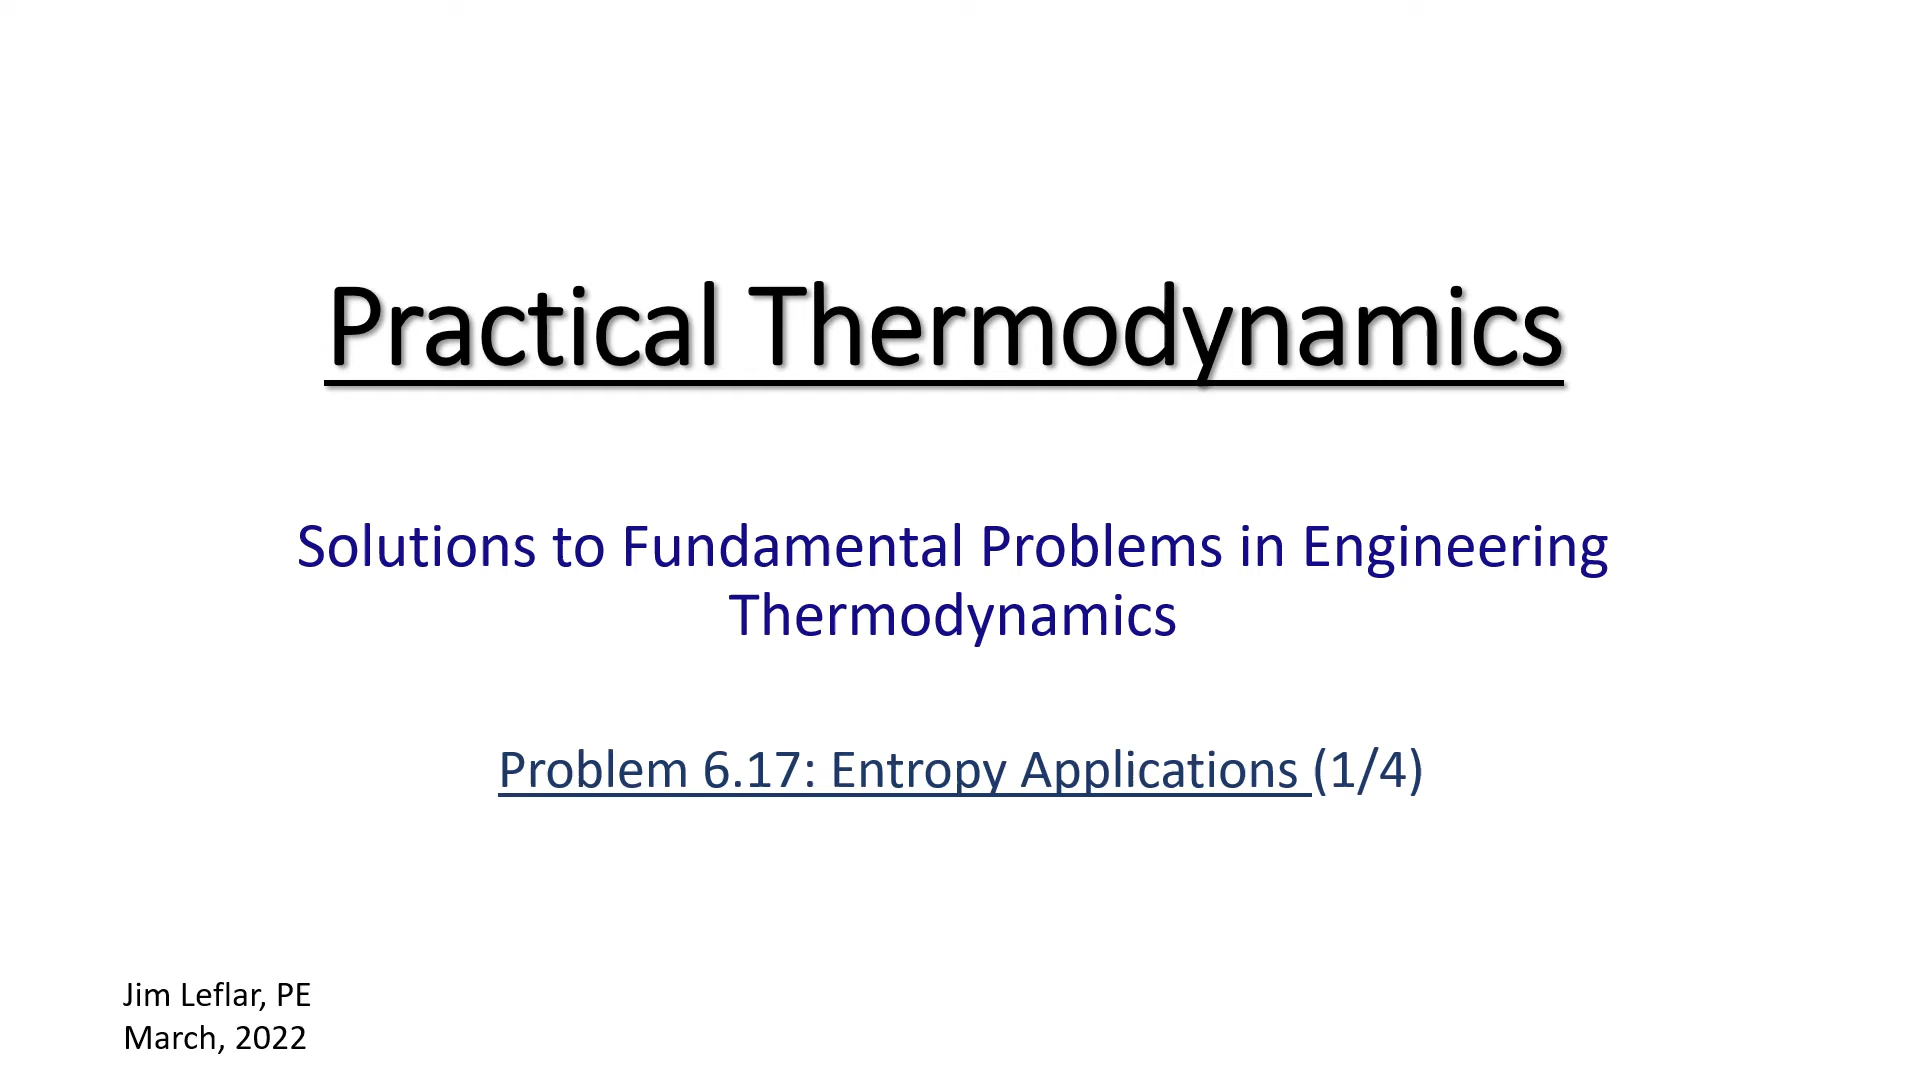 Practical Thermodynamics
Solutions to Fundamental Problems in Engineering
Thermodynamics
Problem 6.17: Entropy Applications (1/4)
Jim Leflar, PE
March, 2022